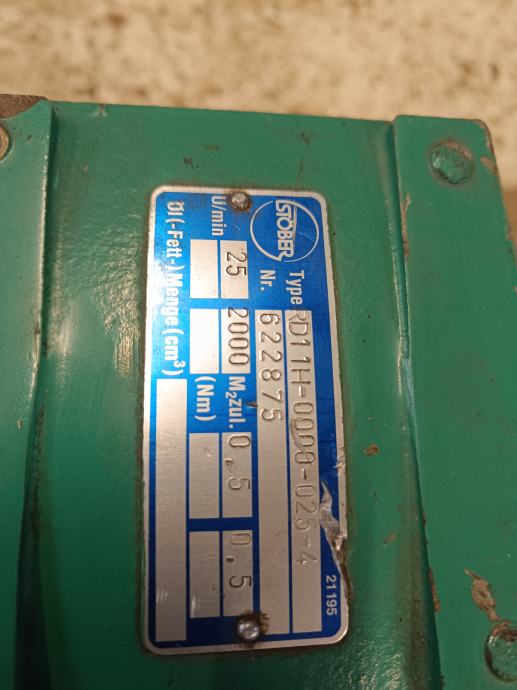 STÖBER
Type RD11H-0000-025-4
Nr. 622875
U/min 25 2000 M₂zul. 0,5 0,5
(Nm)
Öl(-Fett-)Menge(cm³)
21195